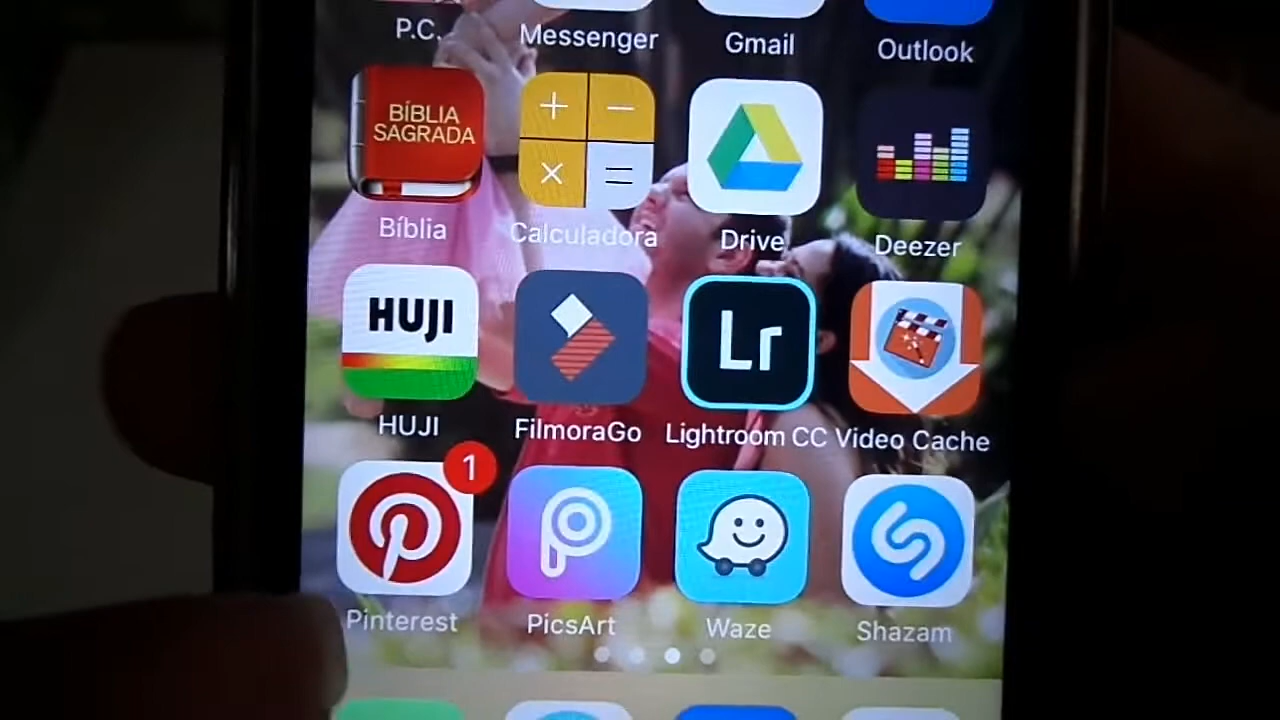 P.C. Messenger Gmail Outlook
BÍBLIA
SAGRADA
+ − × =
Bíblia Calculadora Drive Deezer
HUJI
Lr
HUJI FilmoraGo Lightroom CC Video Cache
1
Pinterest PicsArt Waze Shazam